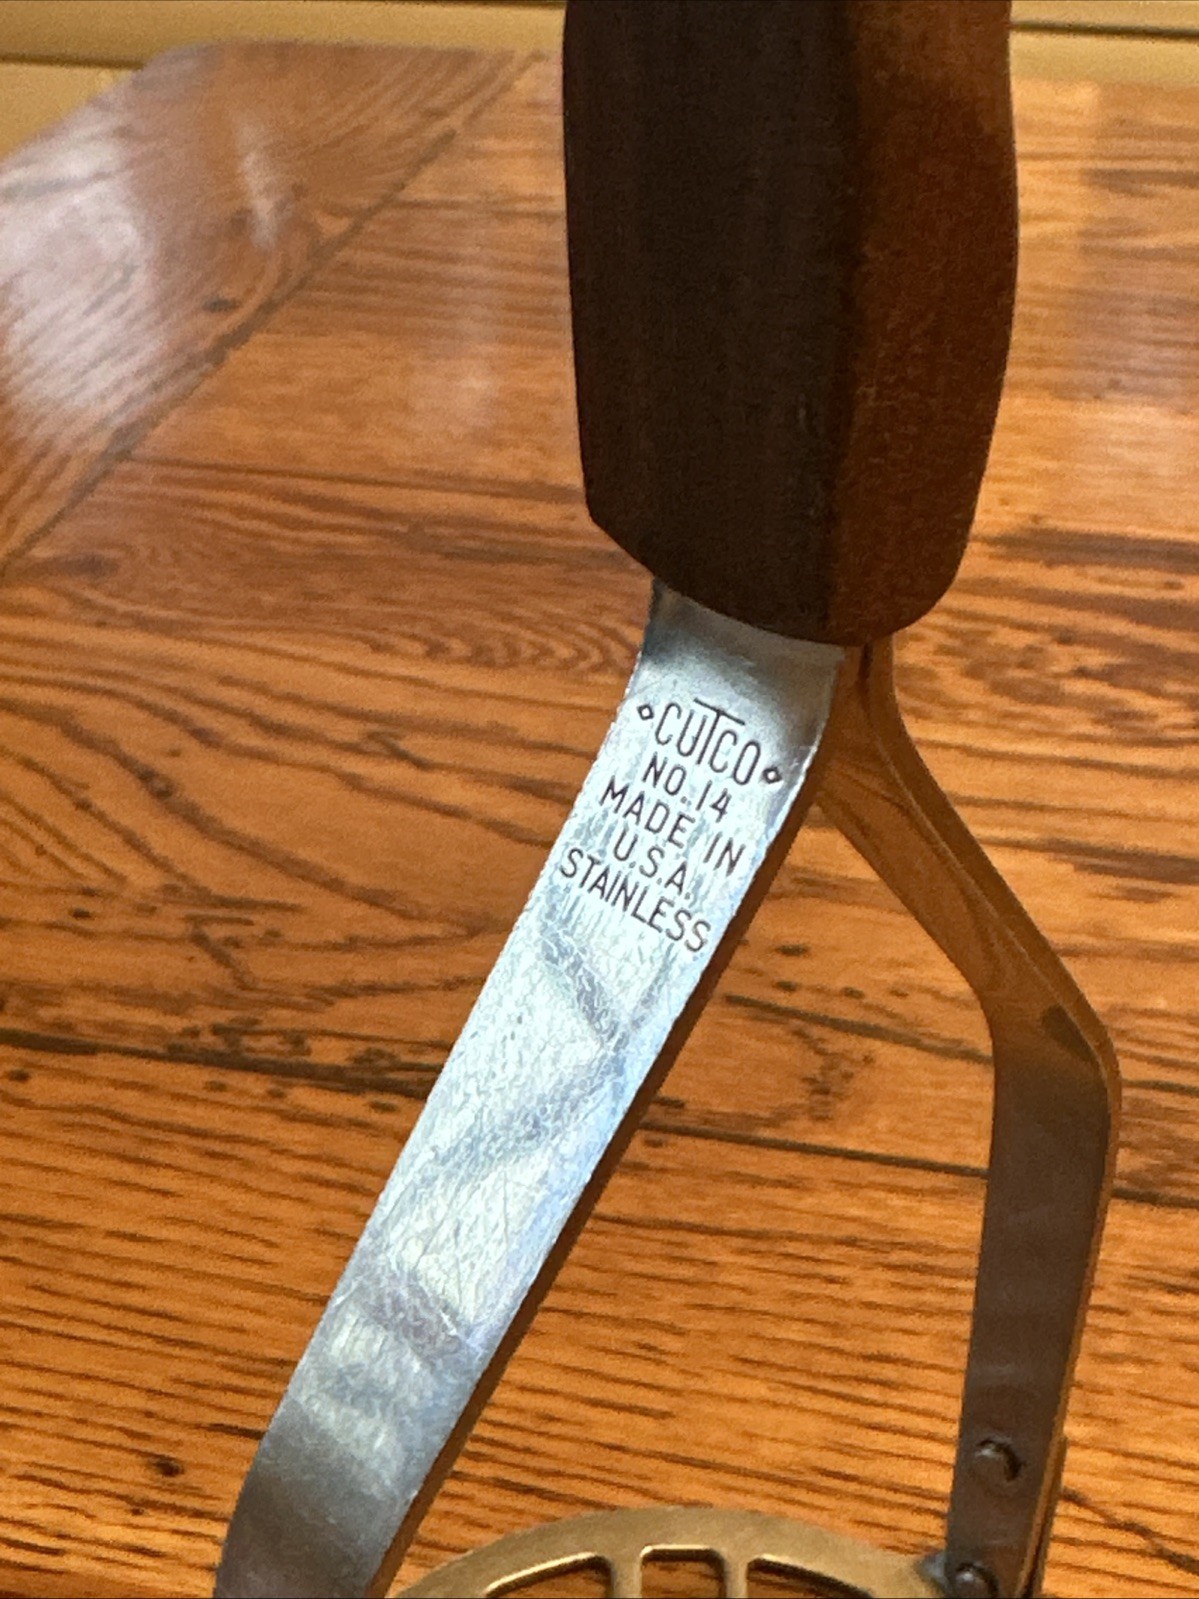 CUTCO
NO. 14
MADE IN
U.S.A.
STAINLESS